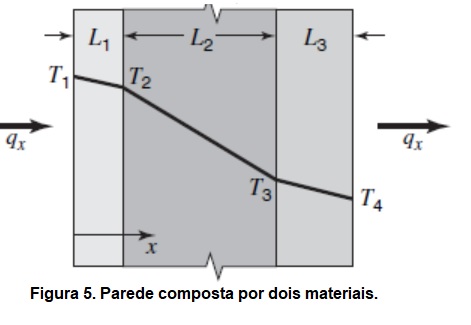 L₁ L₂ L₃
T₁ T₂
qₓ qₓ
T₃ T₄
x
Figura 5. Parede composta por dois materiais.